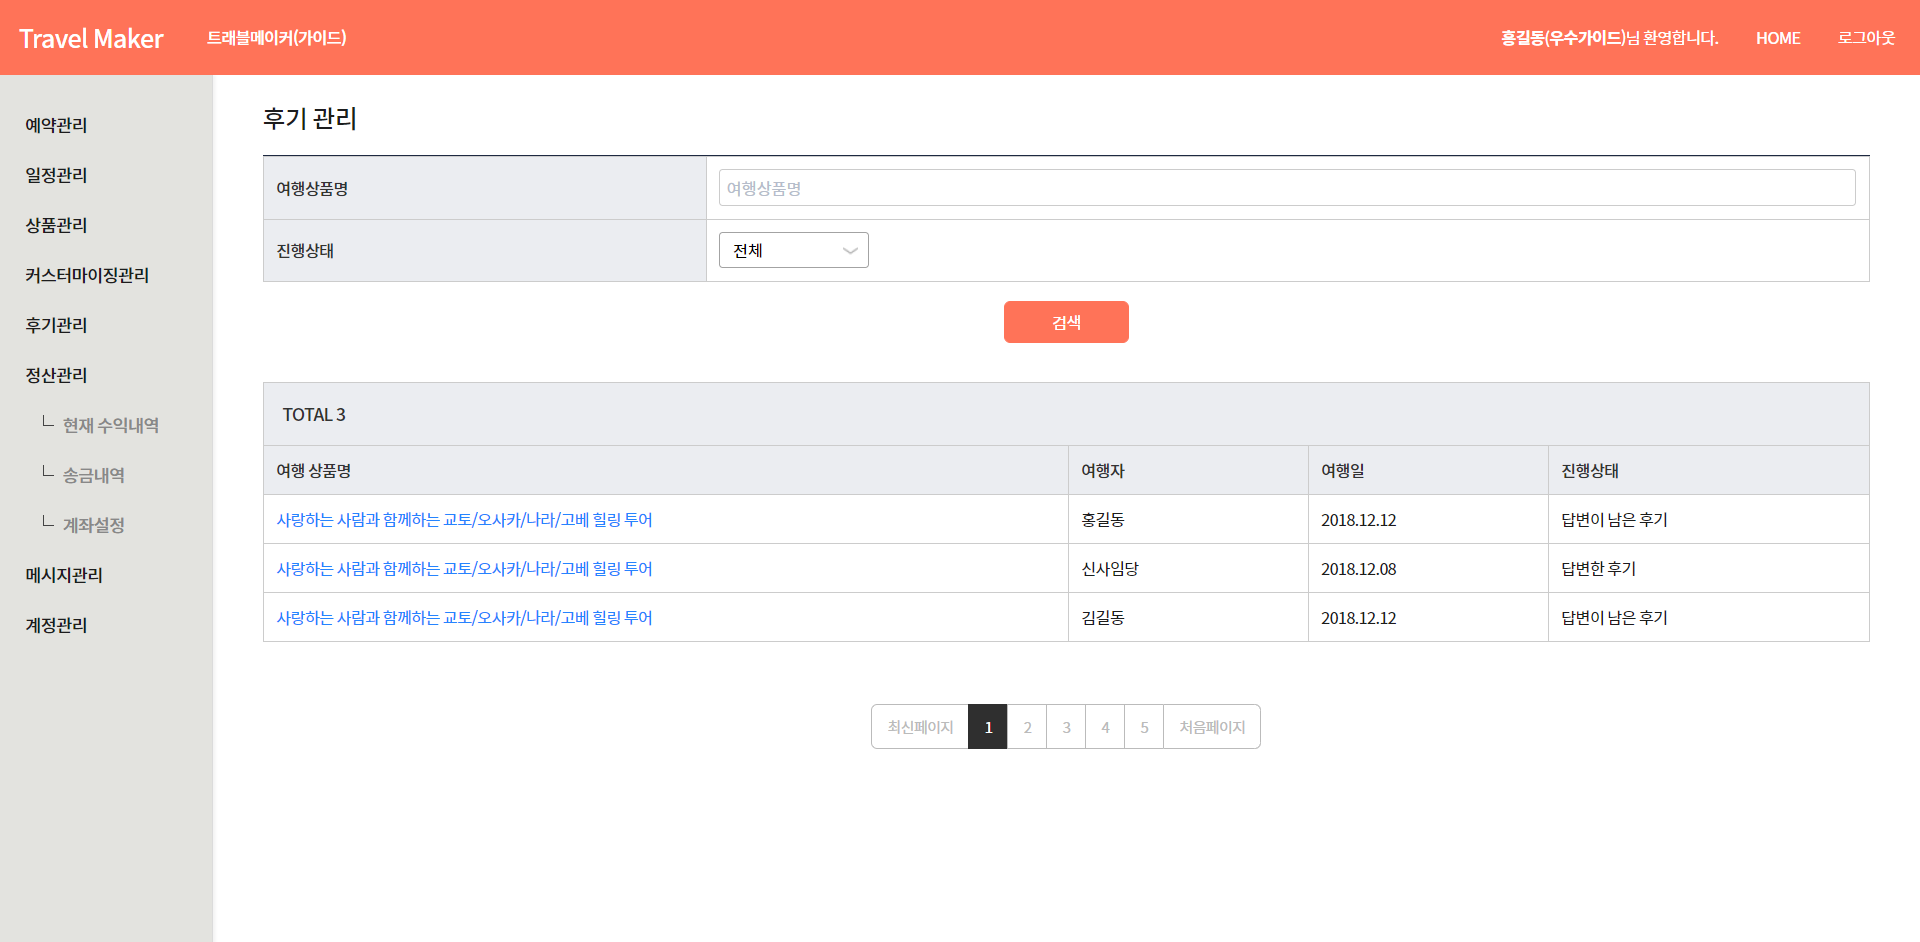 Travel Maker 트래블메이커(가이드) 홍길동(우수가이드)님 환영합니다. HOME 로그아웃
예약관리
일정관리
상품관리
커스터마이징관리
후기관리
정산관리
현재 수익내역
송금내역
계좌설정
메시지관리
계정관리
후기 관리
여행상품명 여행상품명
진행상태 전체
검색
TOTAL 3
여행 상품명 여행자 여행일 진행상태
사랑하는 사람과 함께하는 교토/오사카/나라/고베 힐링 투어 홍길동 2018.12.12 답변이 남은 후기
사랑하는 사람과 함께하는 교토/오사카/나라/고베 힐링 투어 신사임당 2018.12.08 답변한 후기
사랑하는 사람과 함께하는 교토/오사카/나라/고베 힐링 투어 김길동 2018.12.12 답변이 남은 후기
최신페이지 1 2 3 4 5 처음페이지